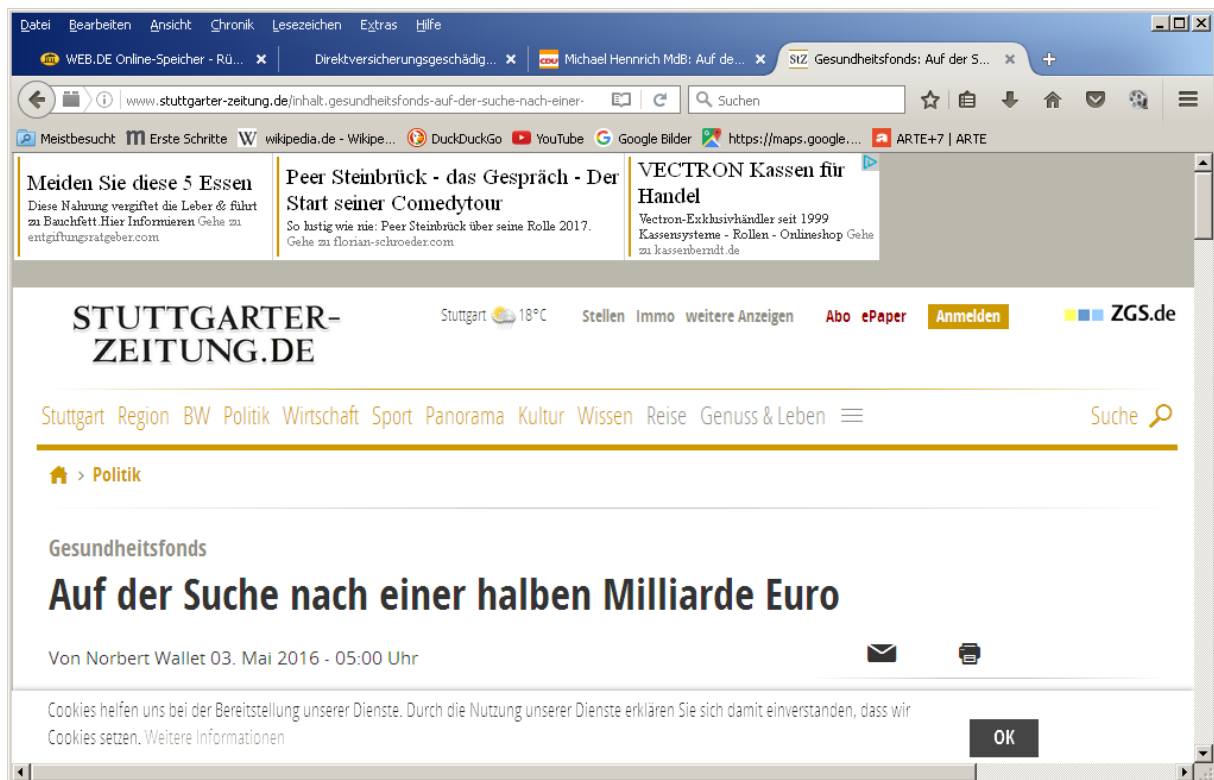 Datei Bearbeiten Ansicht Chronik Lesezeichen Extras Hilfe
WEB.DE Online-Speicher - Rü... Direktversicherungsgeschädig... CDU Michael Hennrich MdB: Auf de... StZ Gesundheitsfonds: Auf der S...
www.stuttgarter-zeitung.de/inhalt.gesundheitsfonds-auf-der-suche-nach-einer- Suchen
Meistbesucht Erste Schritte wikipedia.de - Wikipe... DuckDuckGo YouTube Google Bilder https://maps.google.... ARTE+7 | ARTE
Meiden Sie diese 5 Essen
Diese Nahrung vergiftet die Leber & führt
zu Bauchfett.Hier Informieren Gehe zu
entgiftungsratgeber.com
Peer Steinbrück - das Gespräch - Der
Start seiner Comedytour
So lustig wie nie: Peer Steinbrück über seine Rolle 2017.
Gehe zu florian-schroeder.com
VECTRON Kassen für
Handel
Vectron-Exklusivhändler seit 1999
Kassensysteme - Rollen - Onlineshop Gehe
zu kassenberndt.de
STUTTGARTER-
ZEITUNG.DE
Stuttgart 18°C Stellen Immo weitere Anzeigen Abo ePaper Anmelden ZGS.de
Stuttgart Region BW Politik Wirtschaft Sport Panorama Kultur Wissen Reise Genuss & Leben Suche
> Politik
Gesundheitsfonds
Auf der Suche nach einer halben Milliarde Euro
Von Norbert Wallet 03. Mai 2016 - 05:00 Uhr
Cookies helfen uns bei der Bereitstellung unserer Dienste. Durch die Nutzung unserer Dienste erklären Sie sich damit einverstanden, dass wir
Cookies setzen. Weitere Informationen
OK